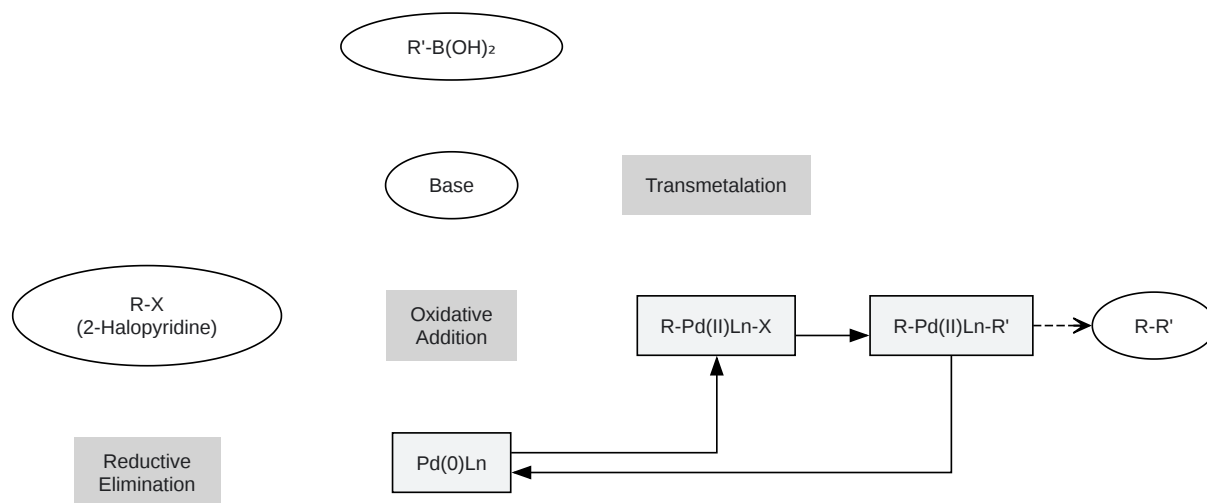 R'-B(OH)₂
Base
Transmetalation
R-X
(2-Halopyridine)
Oxidative
Addition
R-Pd(II)Ln-X
R-Pd(II)Ln-R'
R-R'
Reductive
Elimination
Pd(0)Ln